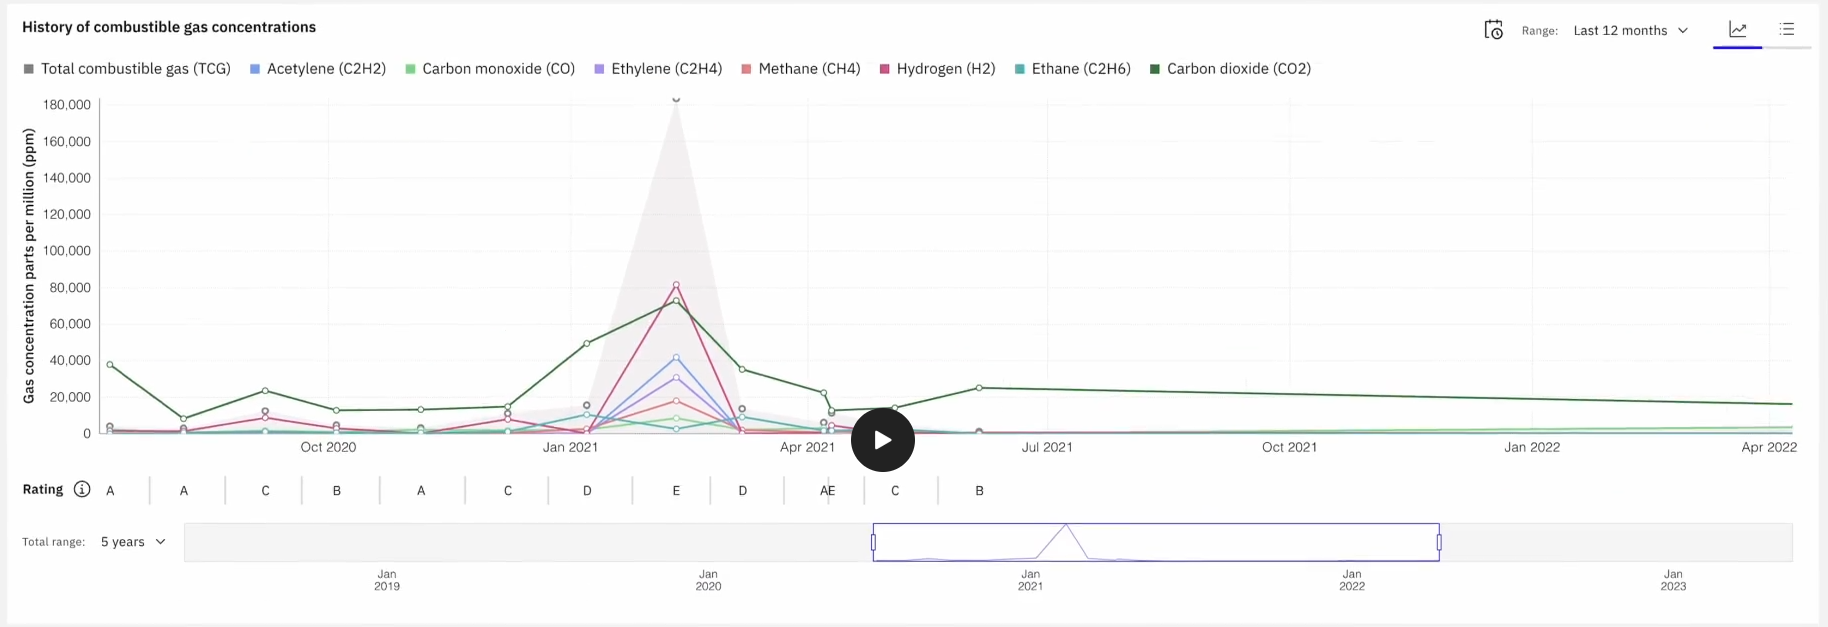 History of combustible gas concentrations
Range: Last 12 months
Total combustible gas (TCG) Acetylene (C2H2) Carbon monoxide (CO) Ethylene (C2H4) Methane (CH4) Hydrogen (H2) Ethane (C2H6) Carbon dioxide (CO2)
Gas concentration parts per million (ppm)
180,000
160,000
140,000
120,000
100,000
80,000
60,000
40,000
20,000
0
Oct 2020 Jan 2021 Apr 2021 Jul 2021 Oct 2021 Jan 2022 Apr 2022
Rating A A C B A C D E D AE C B
Total range: 5 years
Jan 2019
Jan 2020
Jan 2021
Jan 2022
Jan 2023